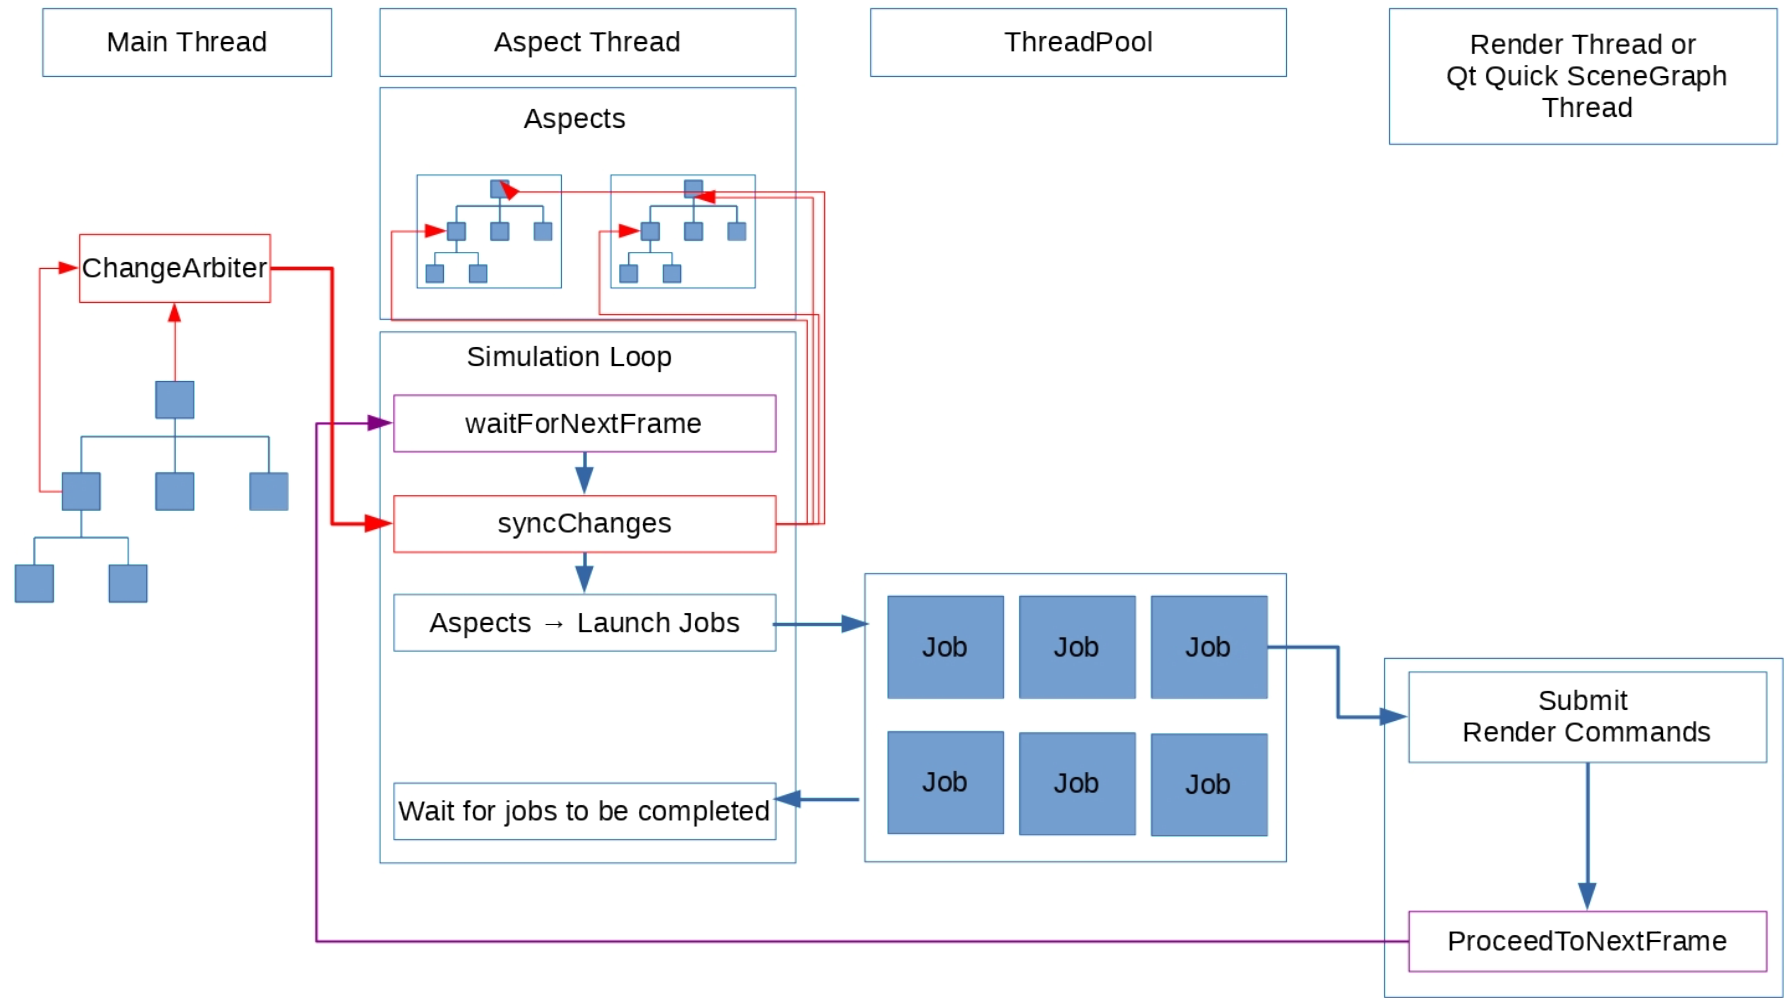 Main Thread
Aspect Thread
ThreadPool
Render Thread or
Qt Quick SceneGraph
Thread
Aspects
ChangeArbiter
Simulation Loop
waitForNextFrame
syncChanges
Aspects → Launch Jobs
Job
Job
Job
Submit
Render Commands
Job
Job
Job
Wait for jobs to be completed
ProceedToNextFrame